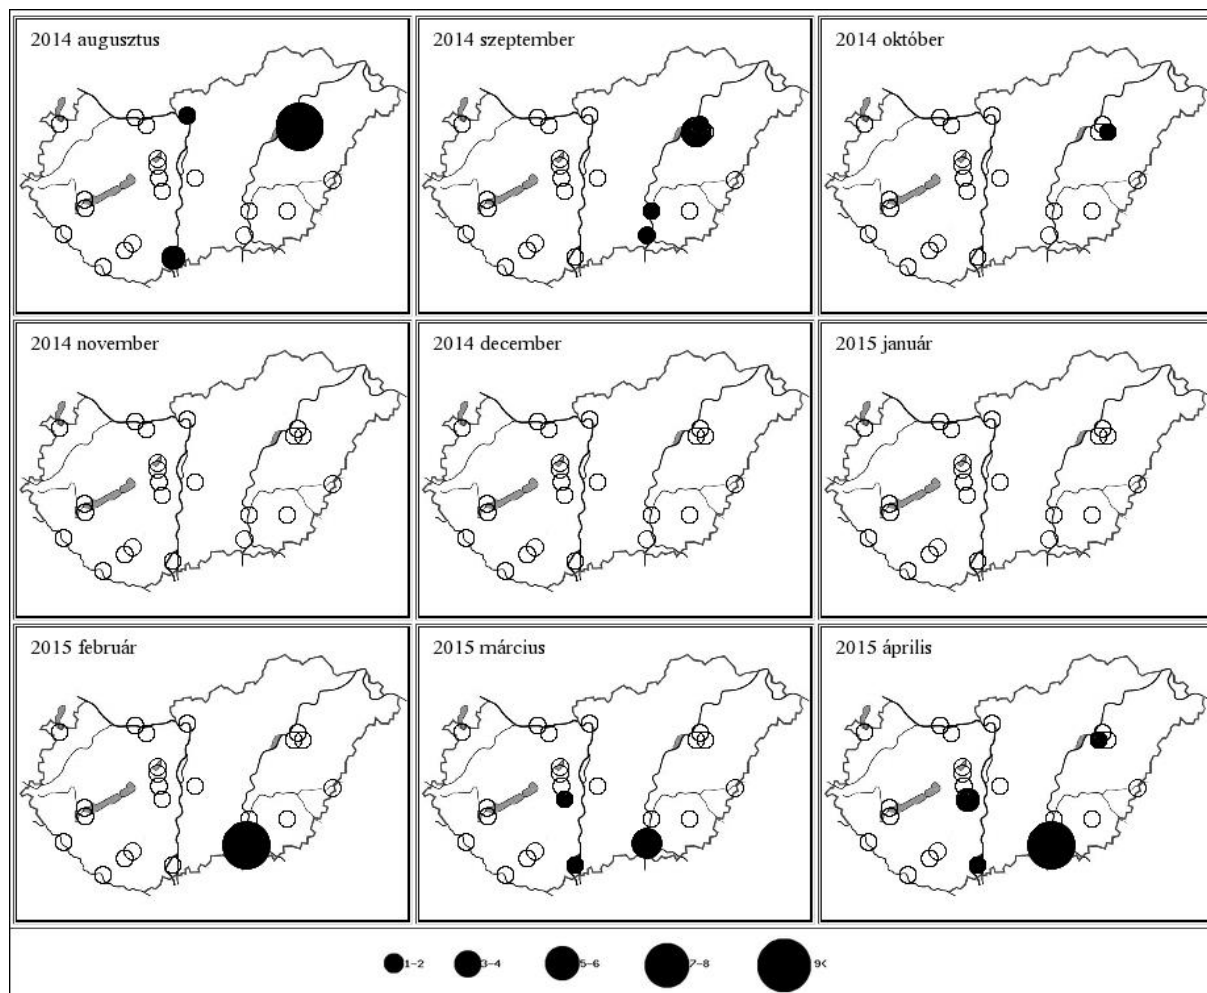 2014 augusztus
2014 szeptember
2014 október
2014 november
2014 december
2015 január
2015 február
2015 március
2015 április
1-2
3-4
5-6
7-8
9<